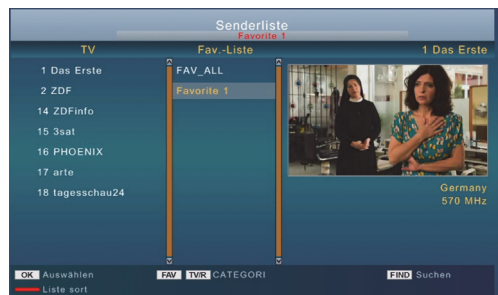 Senderliste
Favorite 1
TV
Fav.-Liste
1 Das Erste
1 Das Erste
2 ZDF
14 ZDFinfo
15 3sat
16 PHOENIX
17 arte
18 tagesschau24
FAV_ALL
Favorite 1
Germany
570 MHz
OK Auswählen
FAV TV/R CATEGORI
FIND Suchen
Liste sort